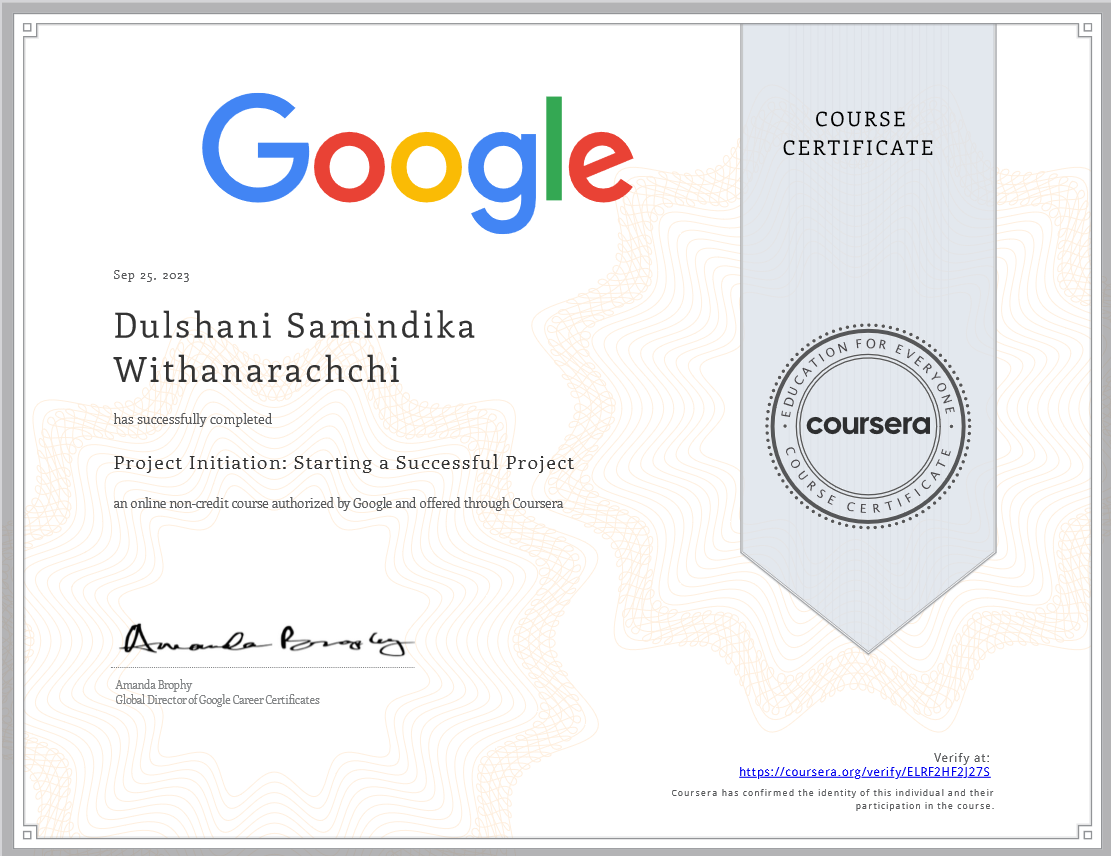 Google
COURSE
CERTIFICATE
Sep 25, 2023
Dulshani Samindika
Withanarachchi
has successfully completed
Project Initiation: Starting a Successful Project
an online non-credit course authorized by Google and offered through Coursera
EDUCATION FOR EVERYONE
coursera
COURSE CERTIFICATE
Amanda Brophy
Amanda Brophy
Global Director of Google Career Certificates
Verify at:
https://coursera.org/verify/ELRF2HF2J27S
Coursera has confirmed the identity of this individual and their
participation in the course.